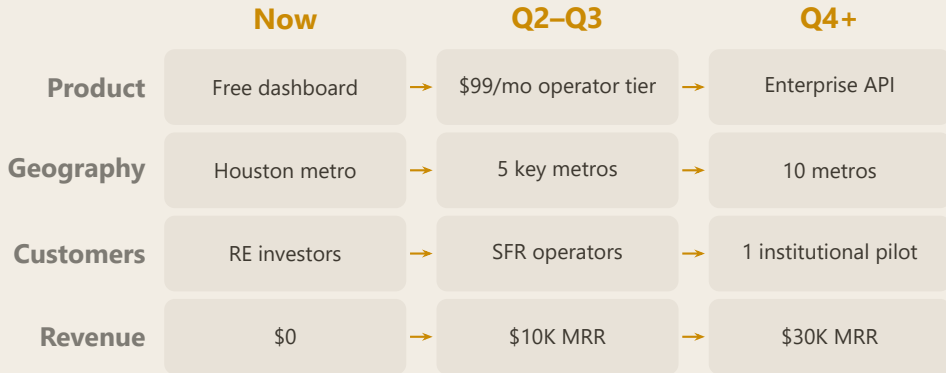 Now Q2–Q3 Q4+
Product Free dashboard → $99/mo operator tier → Enterprise API
Geography Houston metro → 5 key metros → 10 metros
Customers RE investors → SFR operators → 1 institutional pilot
Revenue $0 → $10K MRR → $30K MRR